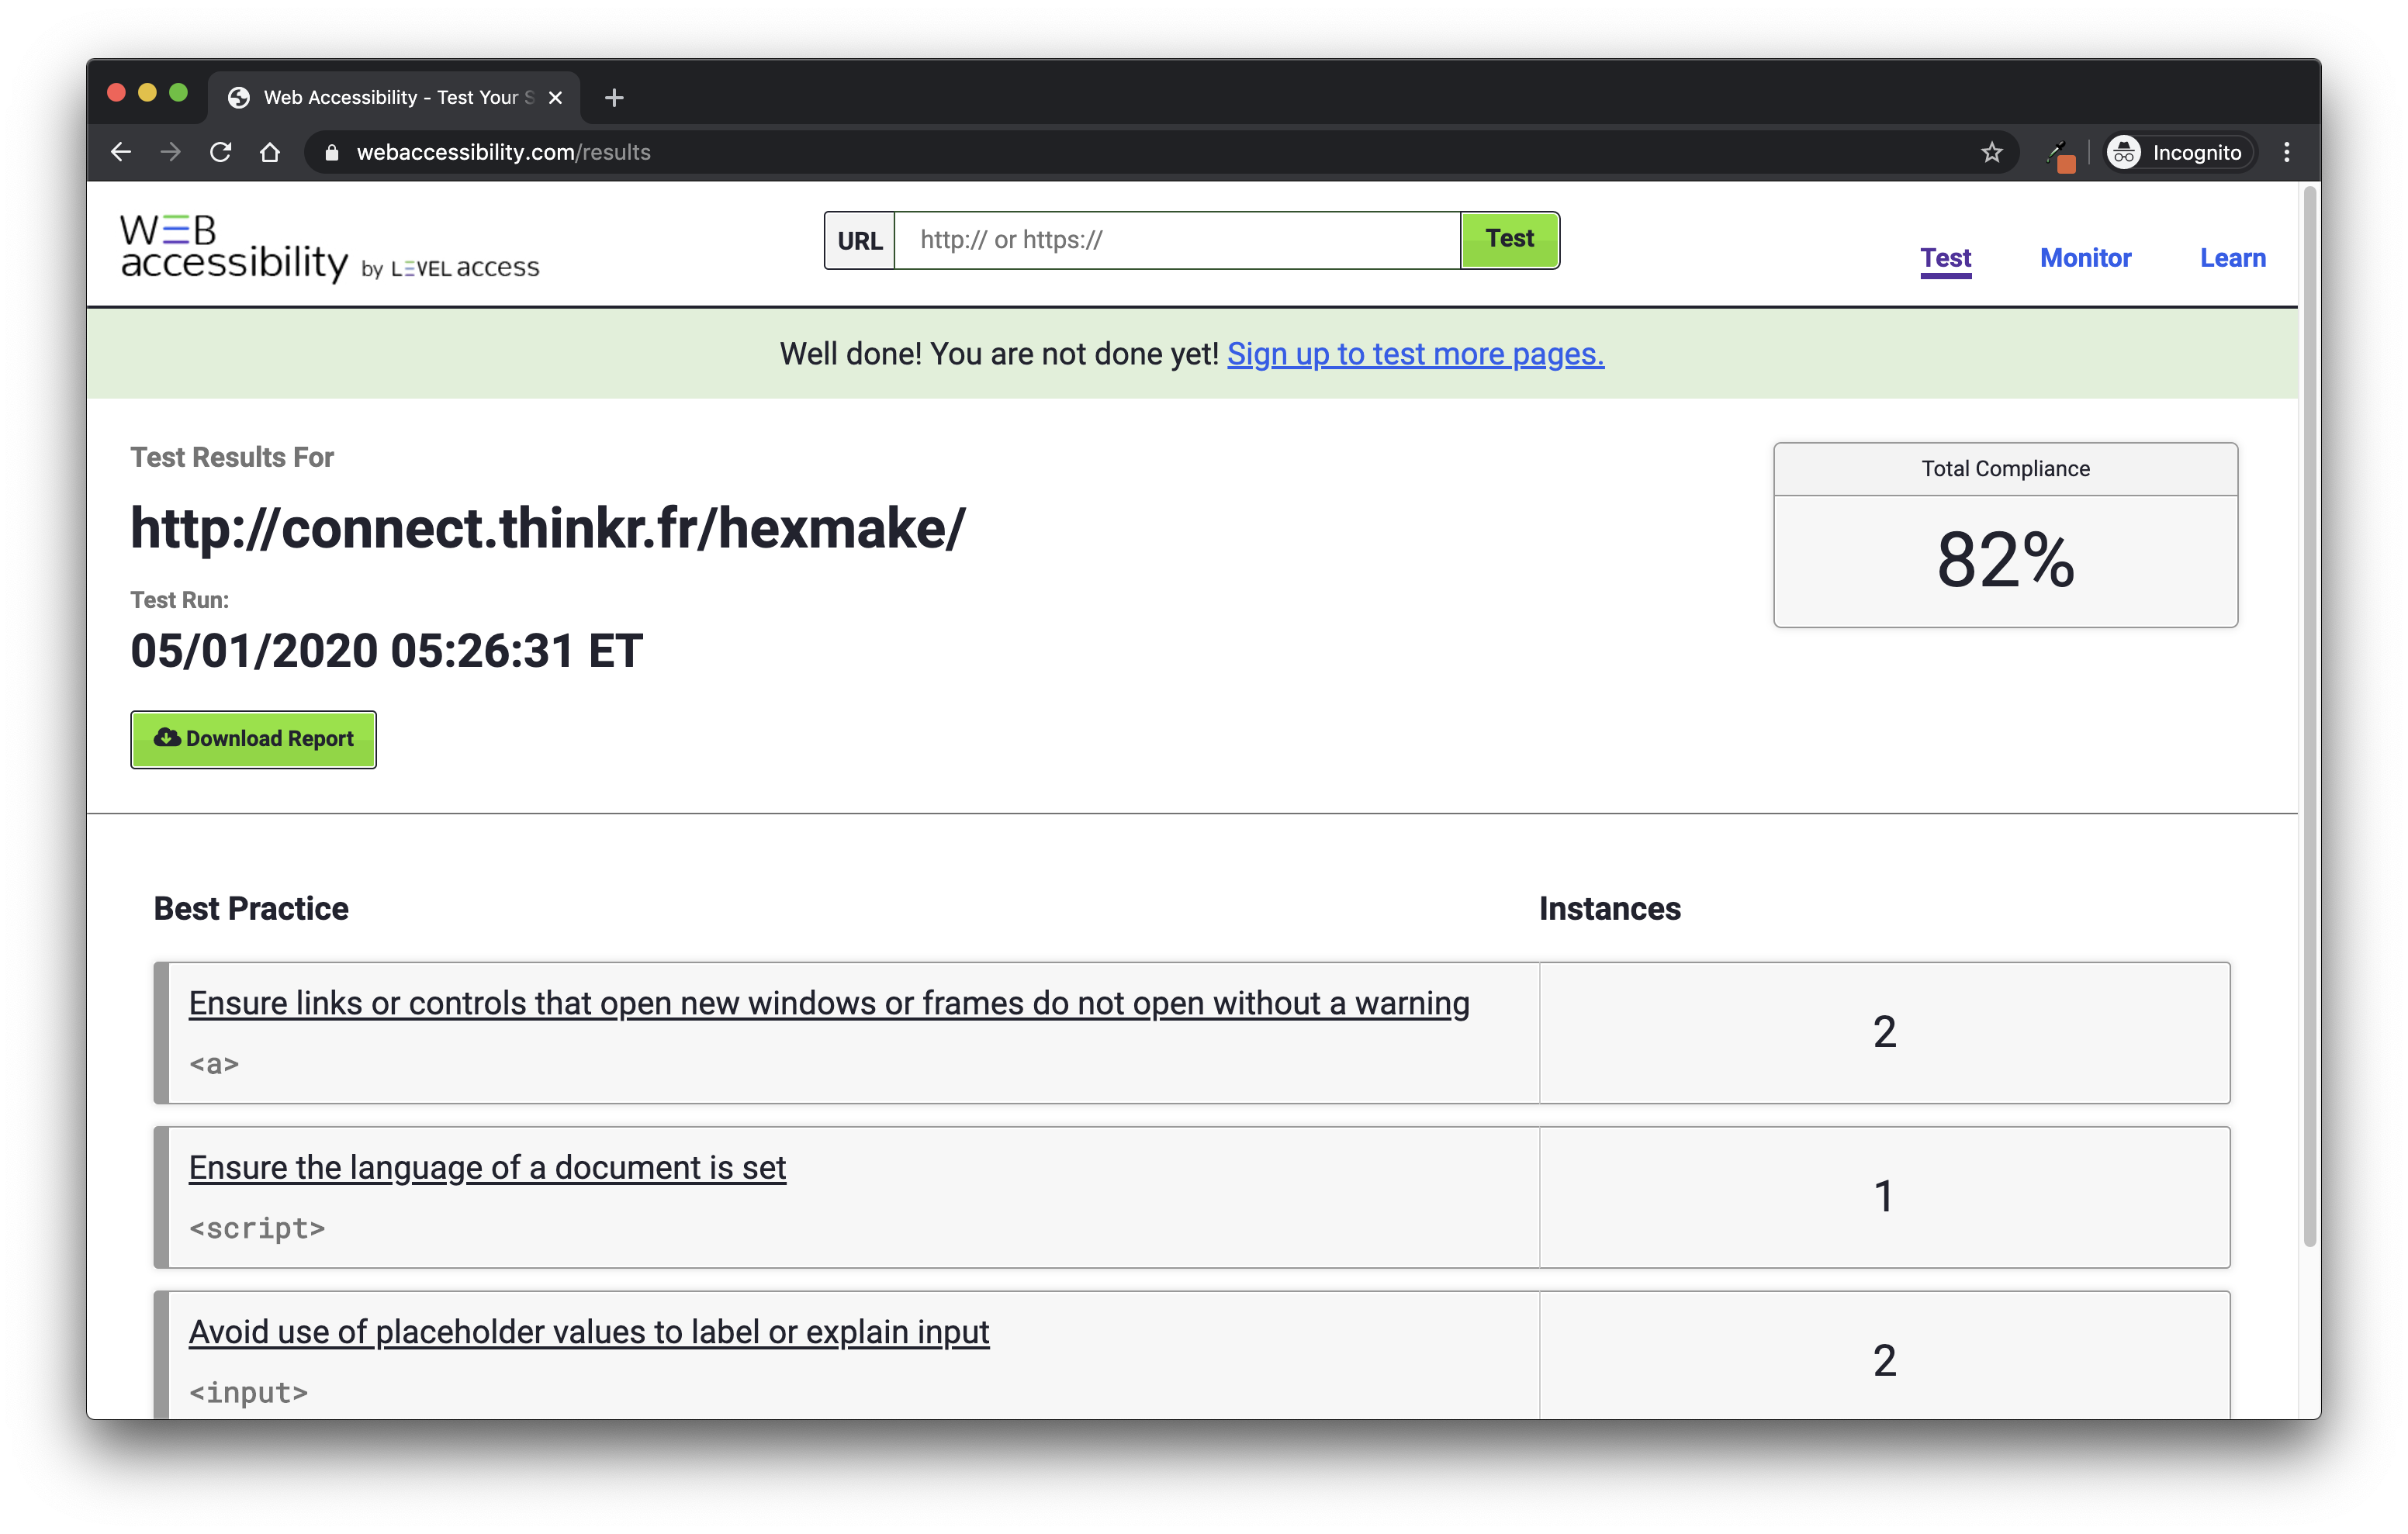 Web Accessibility - Test Your S
webaccessibility.com/results
Incognito
WEB
accessibility by LEVEL access
URL http:// or https:// Test
Test Monitor Learn
Well done! You are not done yet! Sign up to test more pages.
Test Results For
http://connect.thinkr.fr/hexmake/
Test Run:
05/01/2020 05:26:31 ET
Download Report
Total Compliance
82%
Best Practice Instances
Ensure links or controls that open new windows or frames do not open without a warning
<a>
2
Ensure the language of a document is set
<script>
1
Avoid use of placeholder values to label or explain input
<input>
2